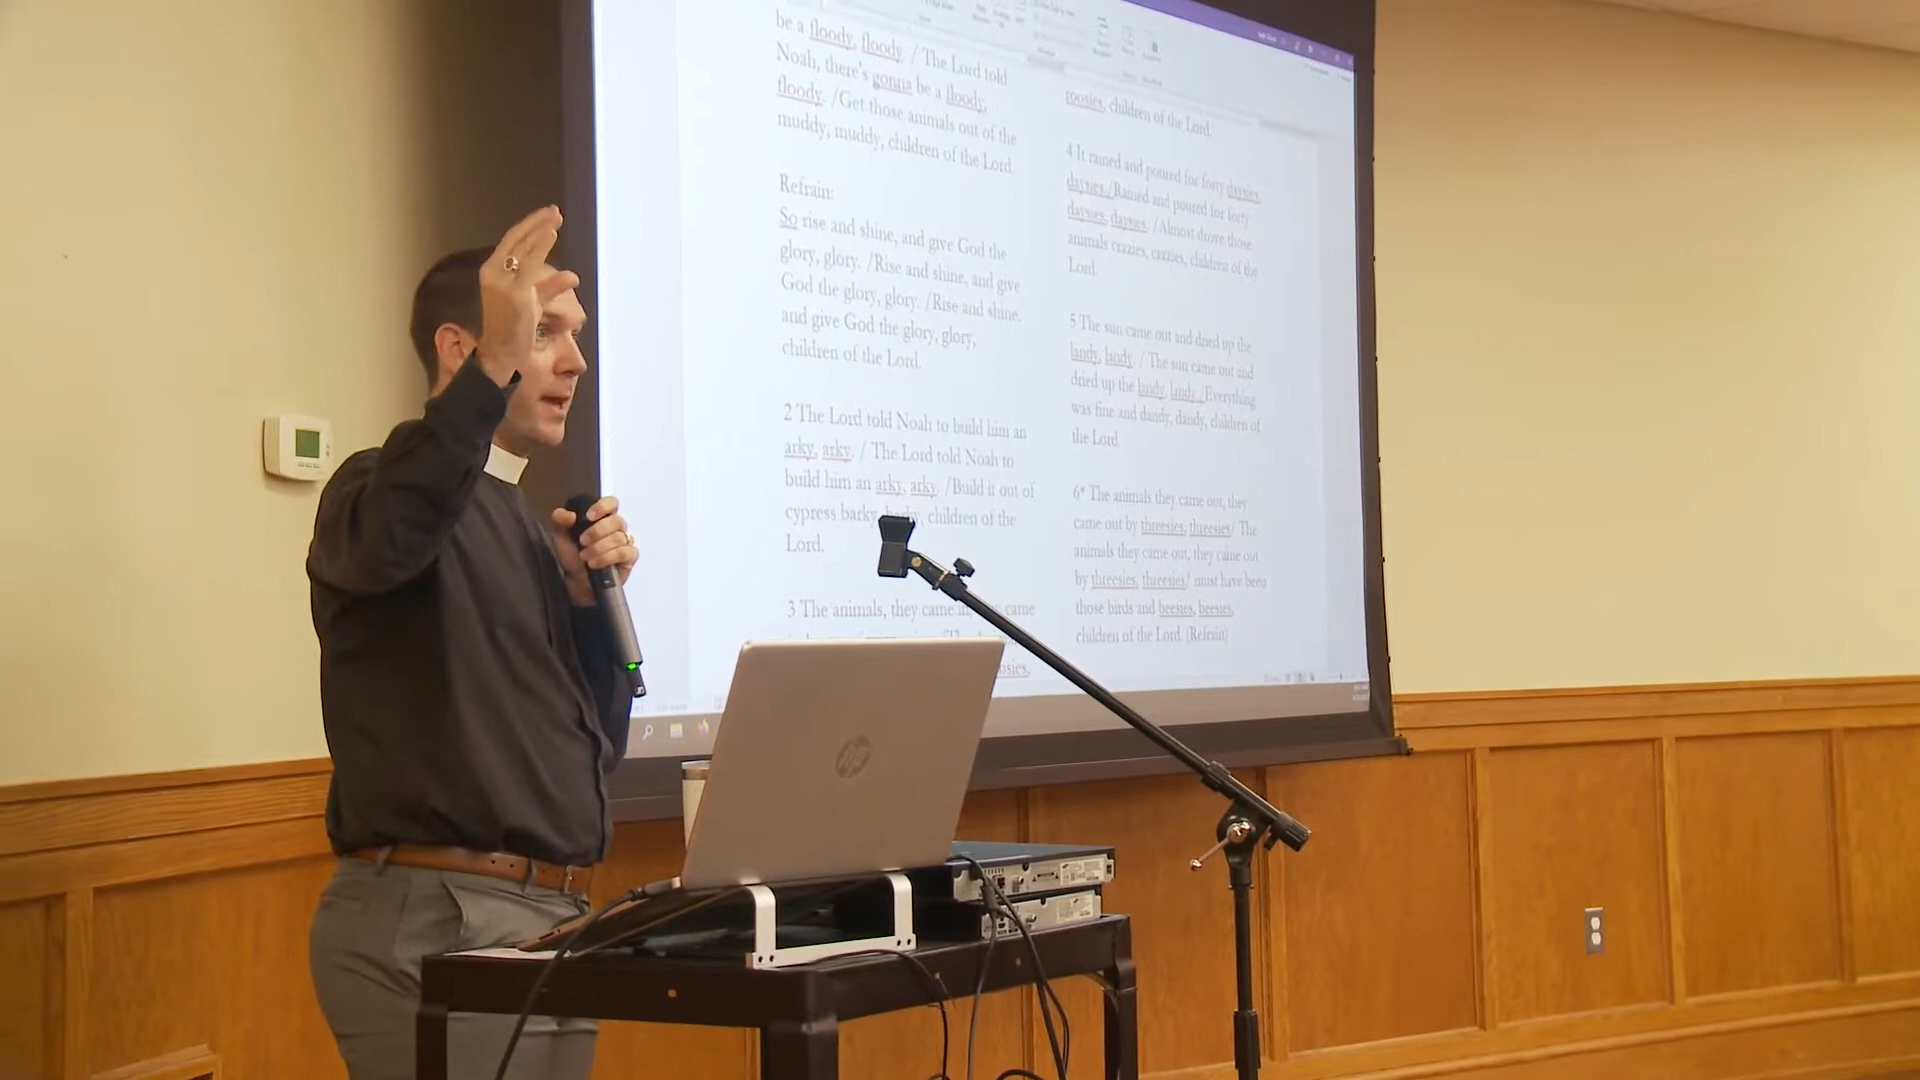 be a floody, floody. / The Lord told
Noah, there's gonna be a floody,
floody. /Get those animals out of the
muddy, muddy, children of the Lord.
Refrain:
So rise and shine, and give God the
glory, glory. /Rise and shine, and give
God the glory, glory. /Rise and shine,
and give God the glory, glory,
children of the Lord.
2 The Lord told Noah to build him an
arky, arky. / The Lord told Noah to
build him an arky, arky. /Build it out of
cypress barky, barky, children of the
Lord.
3 The animals, they came in, they came
osies,
roosies, children of the Lord.
4 It rained and poured for forty daysies,
daysies./Rained and poured for forty
daysies, daysies. /Almost drove those
animals crazies, crazies, children of the
Lord.
5 The sun came out and dried up the
landy, landy. / The sun came out and
dried up the landy, landy. /Everything
was fine and dandy, dandy, children of
the Lord.
6* The animals they came out, they
came out by threesies, threesies/ The
animals they came out, they came out
by threesies, threesies/ must have been
those birds and beesies, beesies,
children of the Lord. (Refrain)
hp